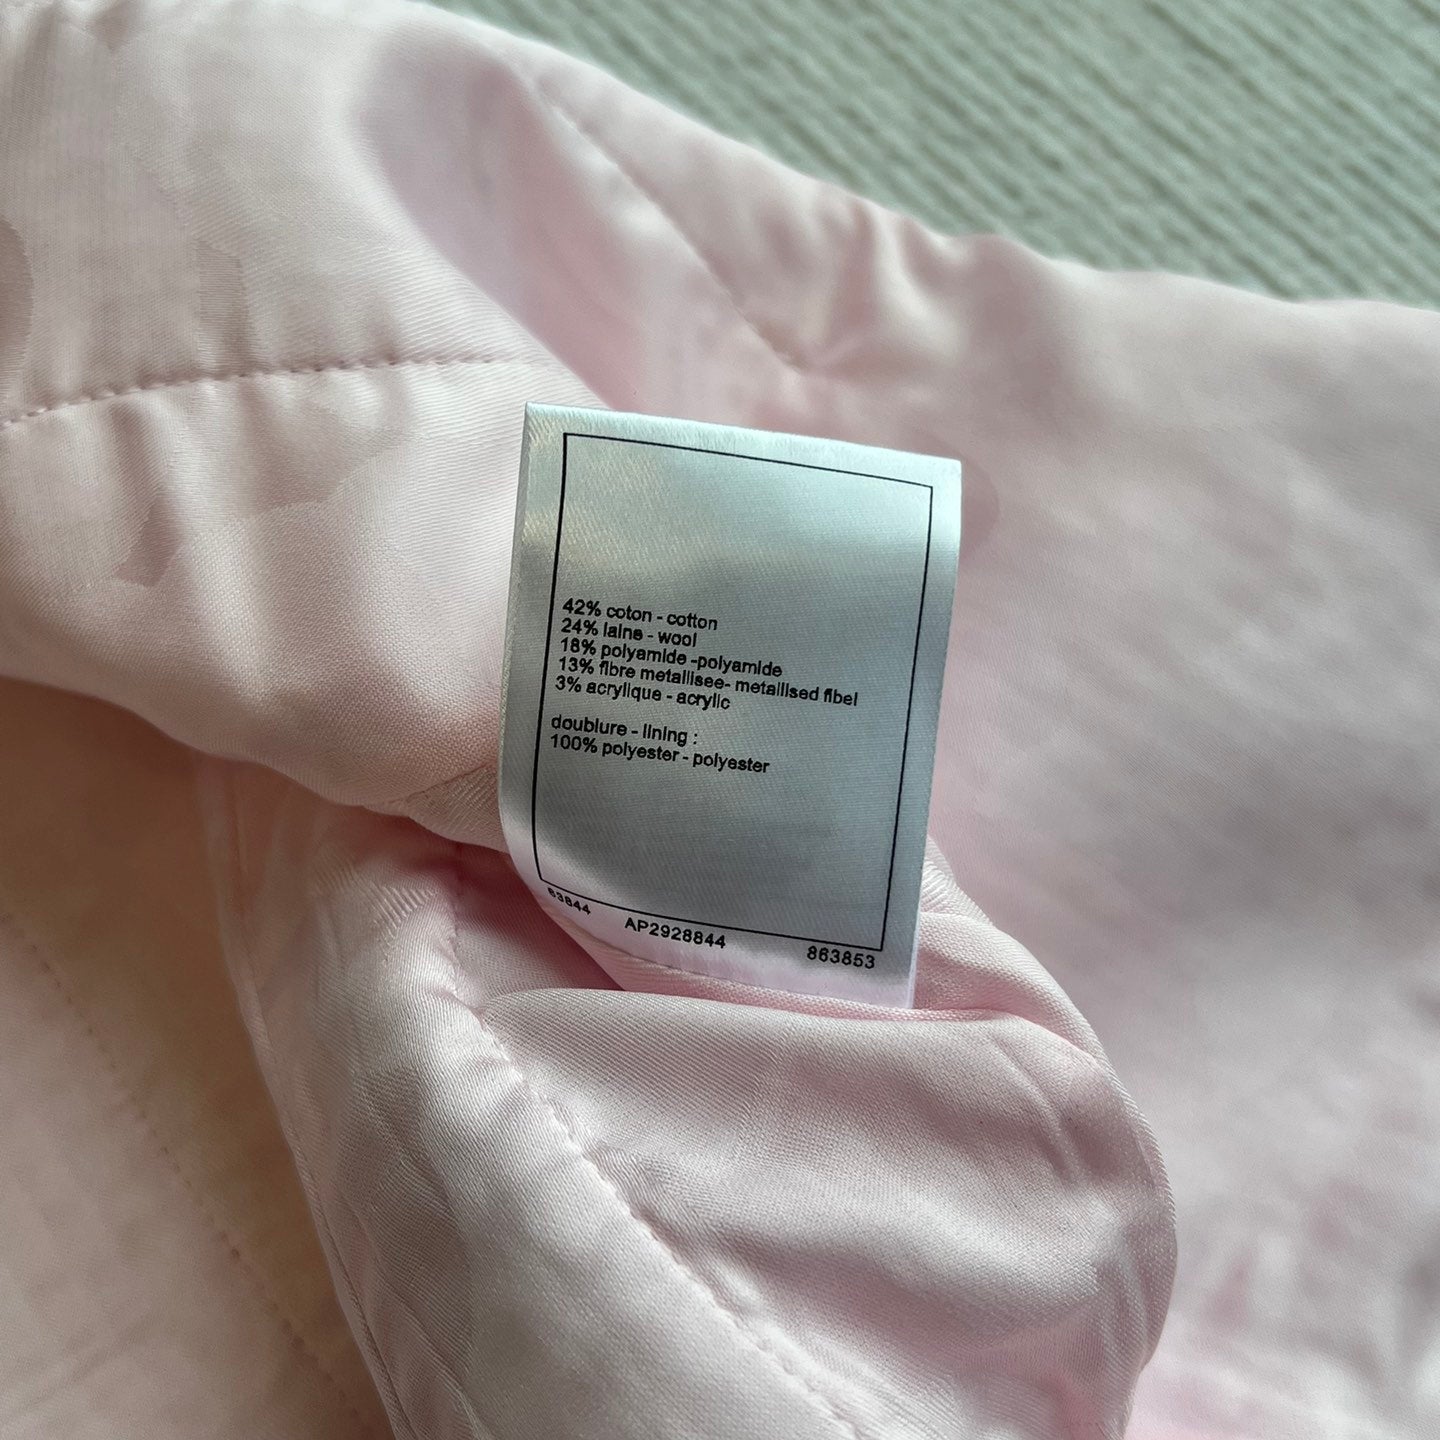 42% coton - cotton
24% laine - wool
18% polyamide -polyamide
13% fibre metallisee- metallised fibel
3% acrylique - acrylic
doublure - lining :
100% polyester - polyester
63844 AP2928844 863853